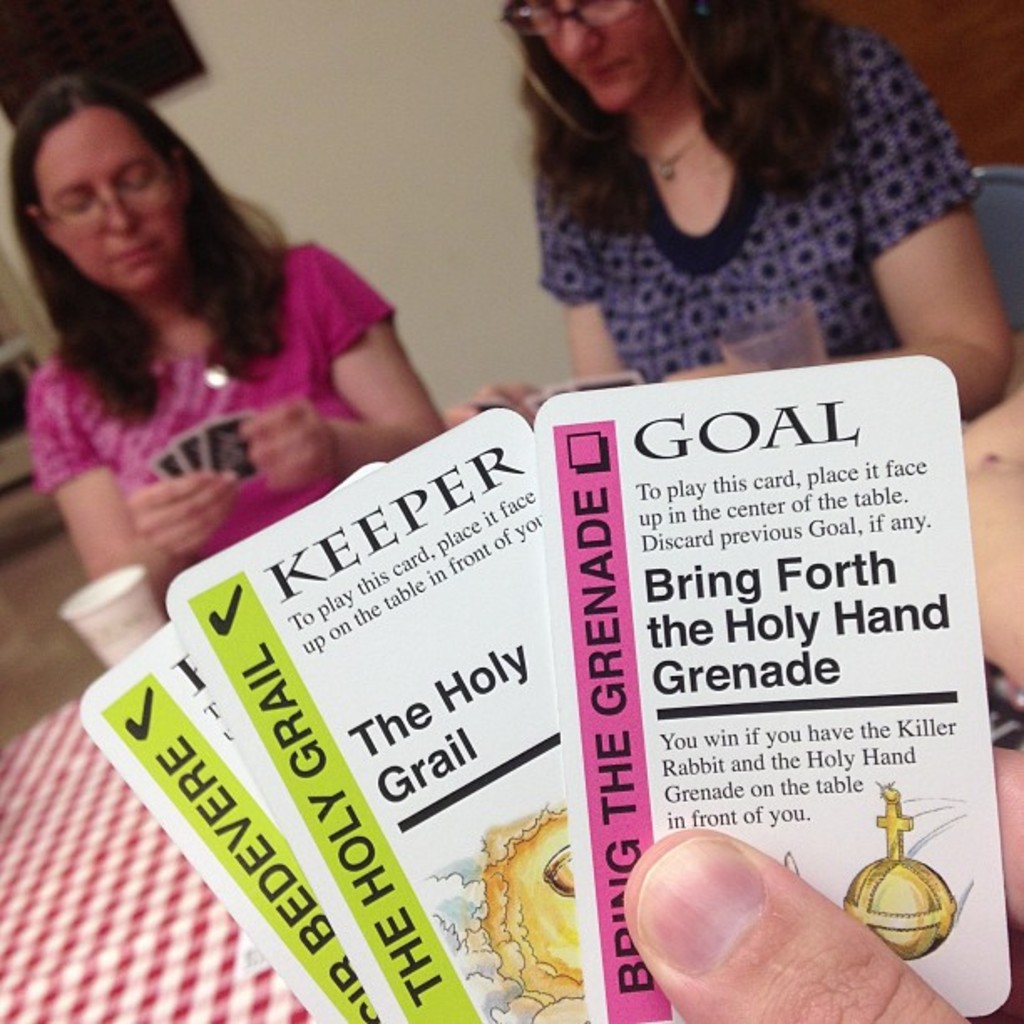 GOAL
To play this card, place it face
up in the center of the table.
Discard previous Goal, if any.
Bring Forth
the Holy Hand
Grenade
You win if you have the Killer
Rabbit and the Holy Hand
Grenade on the table
in front of you.
BRING THE GRENADE
KEEPER
To play this card, place it face
up on the table in front of you
The Holy
Grail
THE HOLY GRAIL
SIR BEDEVERE